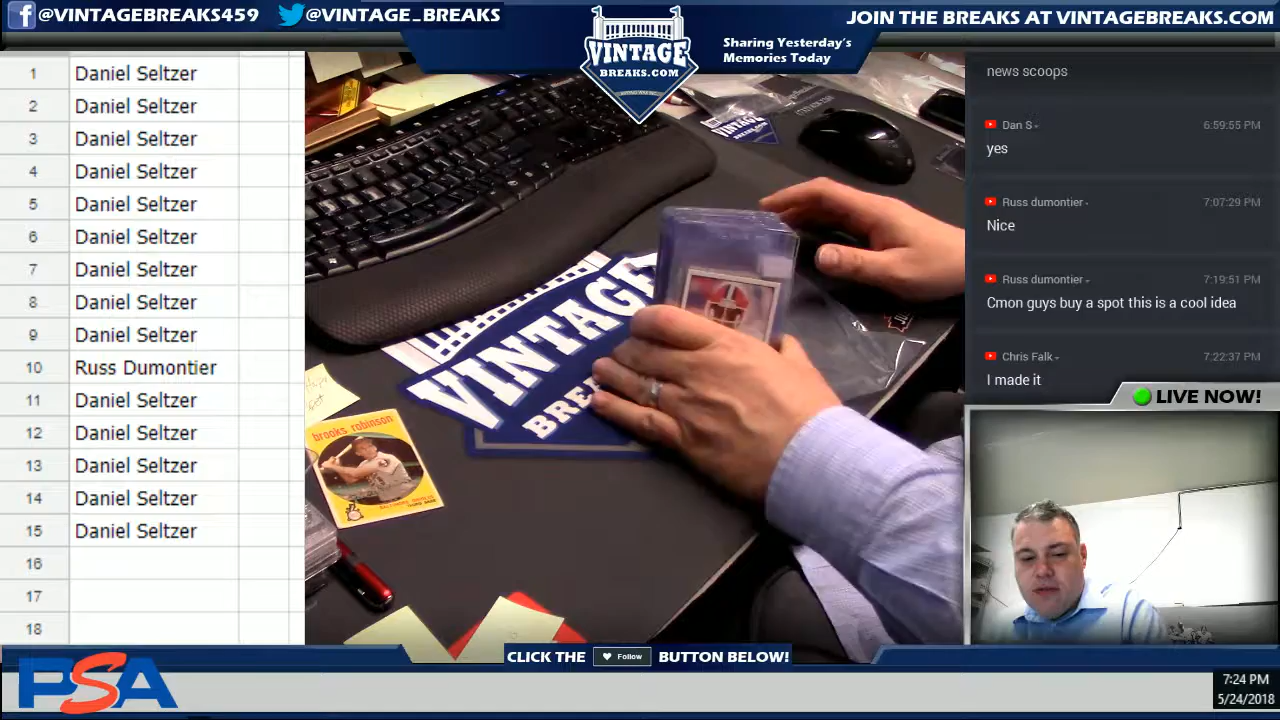 @VINTAGEBREAKS459
@VINTAGE_BREAKS
VINTAGE
BREAKS.COM
Sharing Yesterday's
Memories Today
JOIN THE BREAKS AT VINTAGEBREAKS.COM
1 Daniel Seltzer
2 Daniel Seltzer
3 Daniel Seltzer
4 Daniel Seltzer
5 Daniel Seltzer
6 Daniel Seltzer
7 Daniel Seltzer
8 Daniel Seltzer
9 Daniel Seltzer
10 Russ Dumontier
11 Daniel Seltzer
12 Daniel Seltzer
13 Daniel Seltzer
14 Daniel Seltzer
15 Daniel Seltzer
16
17
18
VINTAGE
VINTAGE
BREA
brooks robinson
news scoops
Dan S 6:59:55 PM
yes
Russ dumontier 7:07:29 PM
Nice
Russ dumontier 7:19:51 PM
Cmon guys buy a spot this is a cool idea
Chris Falk 7:22:37 PM
I made it
LIVE NOW!
CLICK THE Follow BUTTON BELOW!
PSA
7:24 PM
5/24/2018